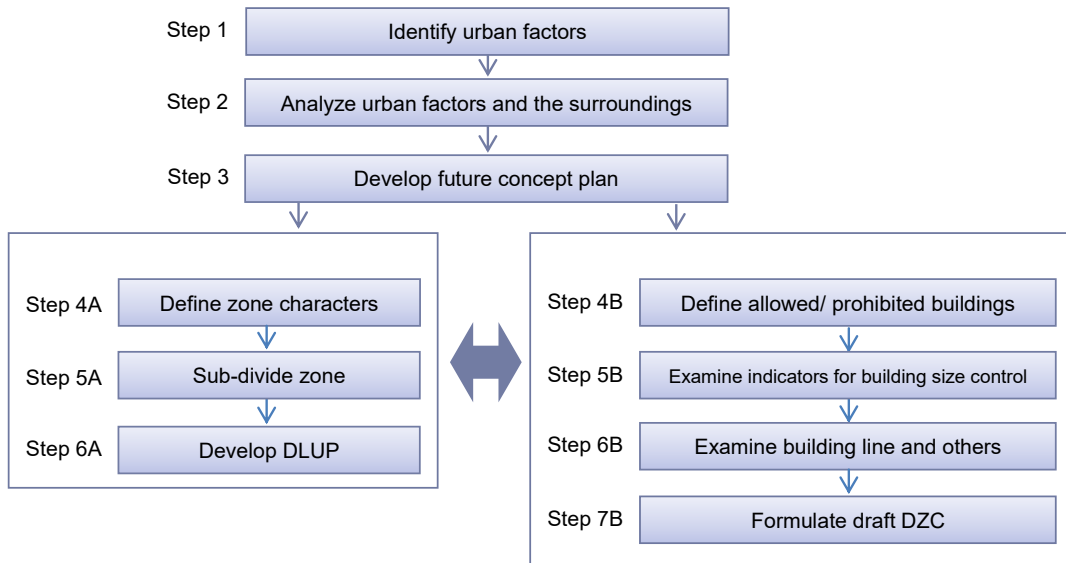 Step 1
Identify urban factors
Step 2
Analyze urban factors and the surroundings
Step 3
Develop future concept plan
Step 4A
Define zone characters
Step 5A
Sub-divide zone
Step 6A
Develop DLUP
Step 4B
Define allowed/ prohibited buildings
Step 5B
Examine indicators for building size control
Step 6B
Examine building line and others
Step 7B
Formulate draft DZC